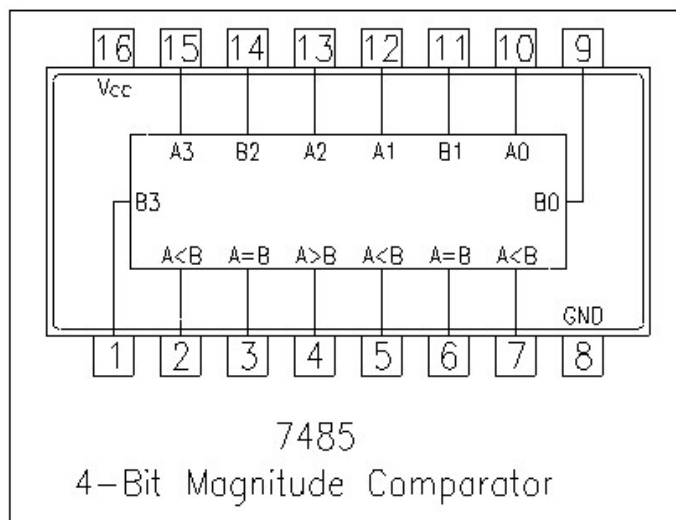 16 15 14 13 12 11 10 9
Vcc
A3 B2 A2 A1 B1 A0
B3 B0
A<B A=B A>B A<B A=B A<B
GND
1 2 3 4 5 6 7 8
7485
4-Bit Magnitude Comparator